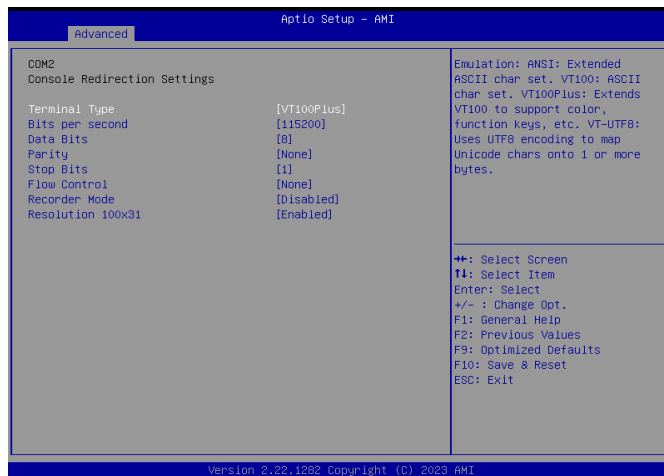 Aptio Setup – AMI
Advanced
COM2
Console Redirection Settings
Terminal Type [VT100Plus]
Bits per second [115200]
Data Bits [8]
Parity [None]
Stop Bits [1]
Flow Control [None]
Recorder Mode [Disabled]
Resolution 100x31 [Enabled]
Emulation: ANSI: Extended
ASCII char set. VT100: ASCII
char set. VT100Plus: Extends
VT100 to support color,
function keys, etc. VT-UTF8:
Uses UTF8 encoding to map
Unicode chars onto 1 or more
bytes.
→←: Select Screen
↑↓: Select Item
Enter: Select
+/- : Change Opt.
F1: General Help
F2: Previous Values
F9: Optimized Defaults
F10: Save & Reset
ESC: Exit
Version 2.22.1282 Copyright (C) 2023 AMI